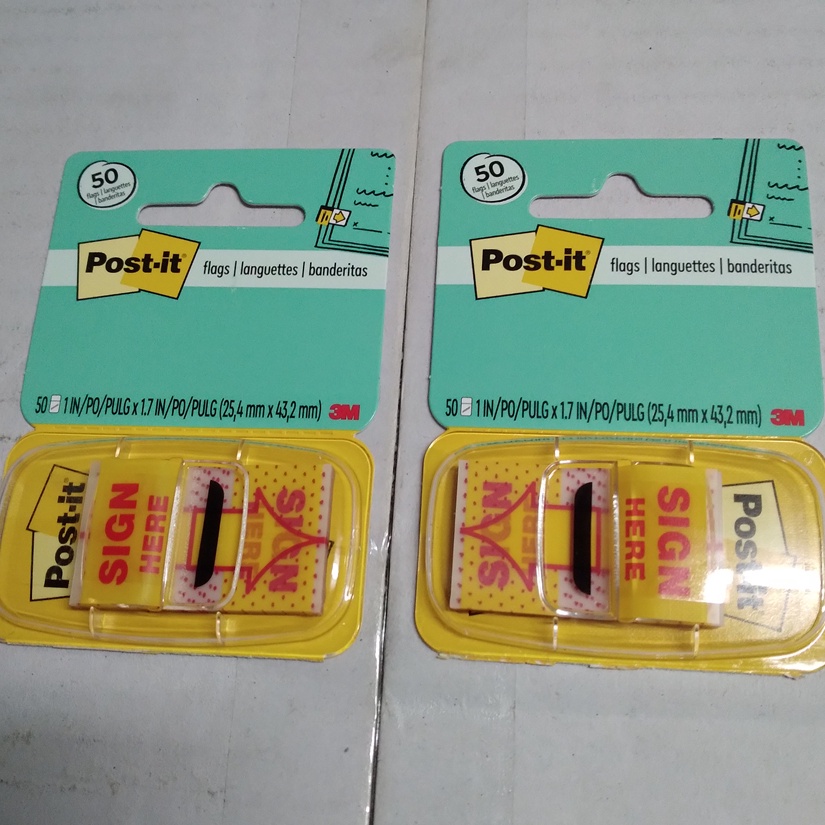 50
flags | languettes
| banderitas
Post-it
flags | languettes | banderitas
50 1 IN/PO/PULG x 1.7 IN/PO/PULG (25,4 mm x 43,2 mm) 3M
Post-it
SIGN
HERE
SIGN
HERE
50
flags | languettes
| banderitas
Post-it
flags | languettes | banderitas
50 1 IN/PO/PULG x 1.7 IN/PO/PULG (25,4 mm x 43,2 mm) 3M
SIGN
HERE
SIGN
HERE
Post-it